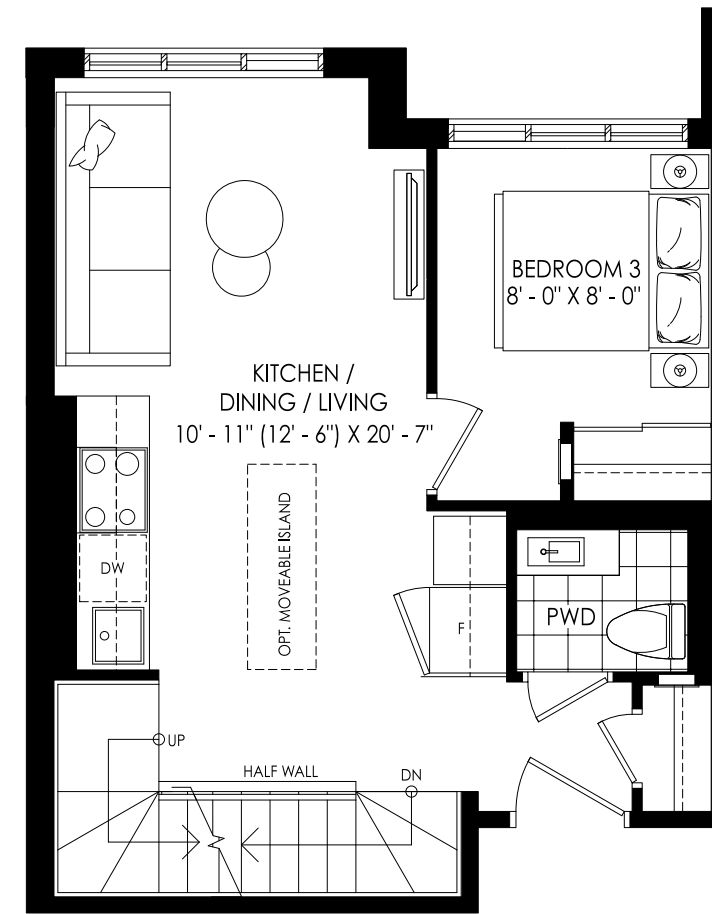 BEDROOM 3
8' - 0" X 8' - 0"
KITCHEN /
DINING / LIVING
10' - 11" (12' - 6") X 20' - 7"
OPT. MOVEABLE ISLAND
DW
F
PWD
UP
HALF WALL
DN